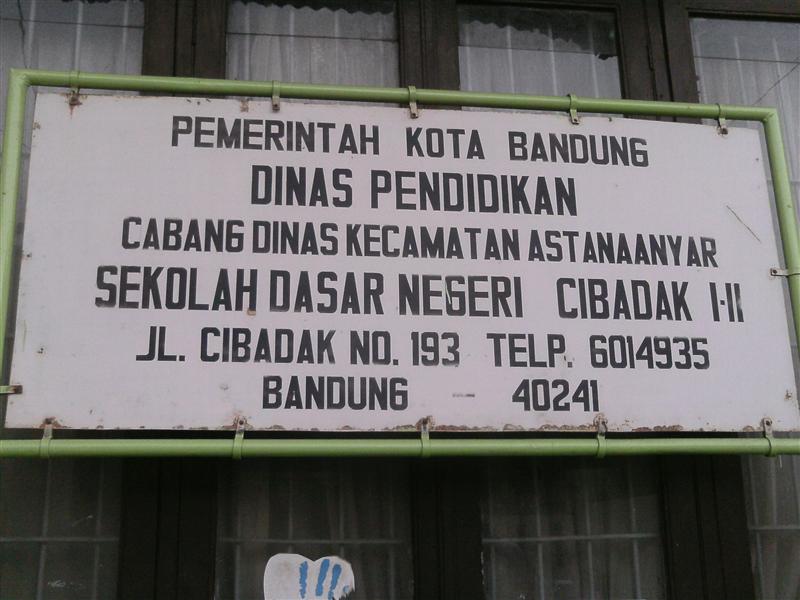 PEMERINTAH KOTA BANDUNG
DINAS PENDIDIKAN
CABANG DINAS KECAMATAN ASTANAANYAR
SEKOLAH DASAR NEGERI CIBADAK I-II
JL. CIBADAK NO. 193 TELP. 6014935
BANDUNG - 40241